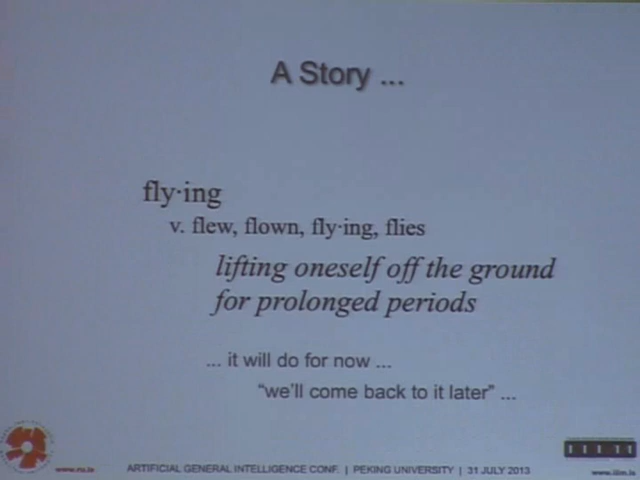 A Story ...
fly·ing
v. flew, flown, fly·ing, flies
lifting oneself off the ground
for prolonged periods
... it will do for now ...
“we’ll come back to it later” ...
www.ru.is
ARTIFICIAL GENERAL INTELLIGENCE CONF. | PEKING UNIVERSITY | 31 JULY 2013
www.iiim.is